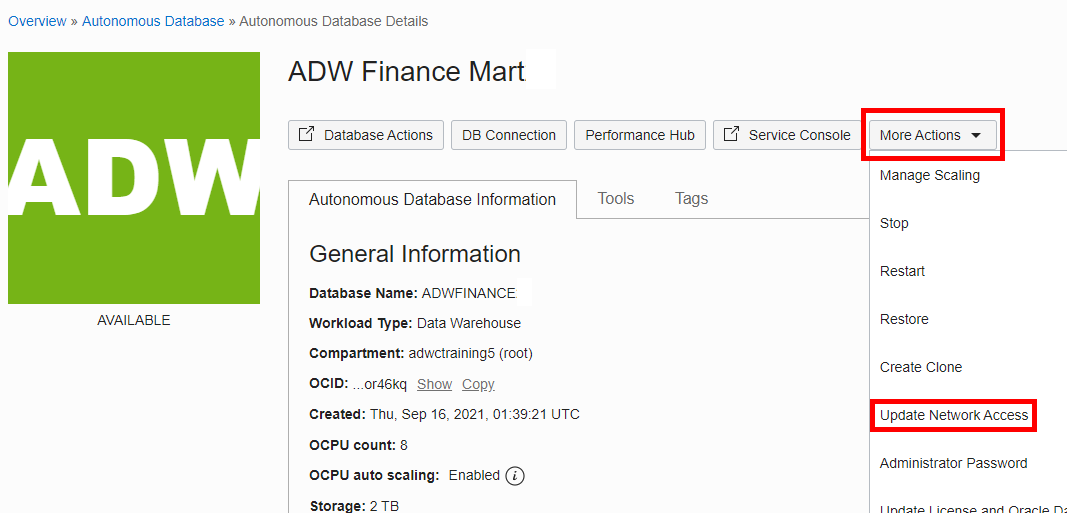 Overview » Autonomous Database » Autonomous Database Details
ADW
AVAILABLE
ADW Finance Mart
Database Actions DB Connection Performance Hub Service Console More Actions
Manage Scaling
Stop
Restart
Restore
Create Clone
Update Network Access
Administrator Password
Update License and Oracle Da
Autonomous Database Information Tools Tags
General Information
Database Name: ADWFINANCE
Workload Type: Data Warehouse
Compartment: adwctraining5 (root)
OCID: ...or46kq Show Copy
Created: Thu, Sep 16, 2021, 01:39:21 UTC
OCPU count: 8
OCPU auto scaling: Enabled i
Storage: 2 TB